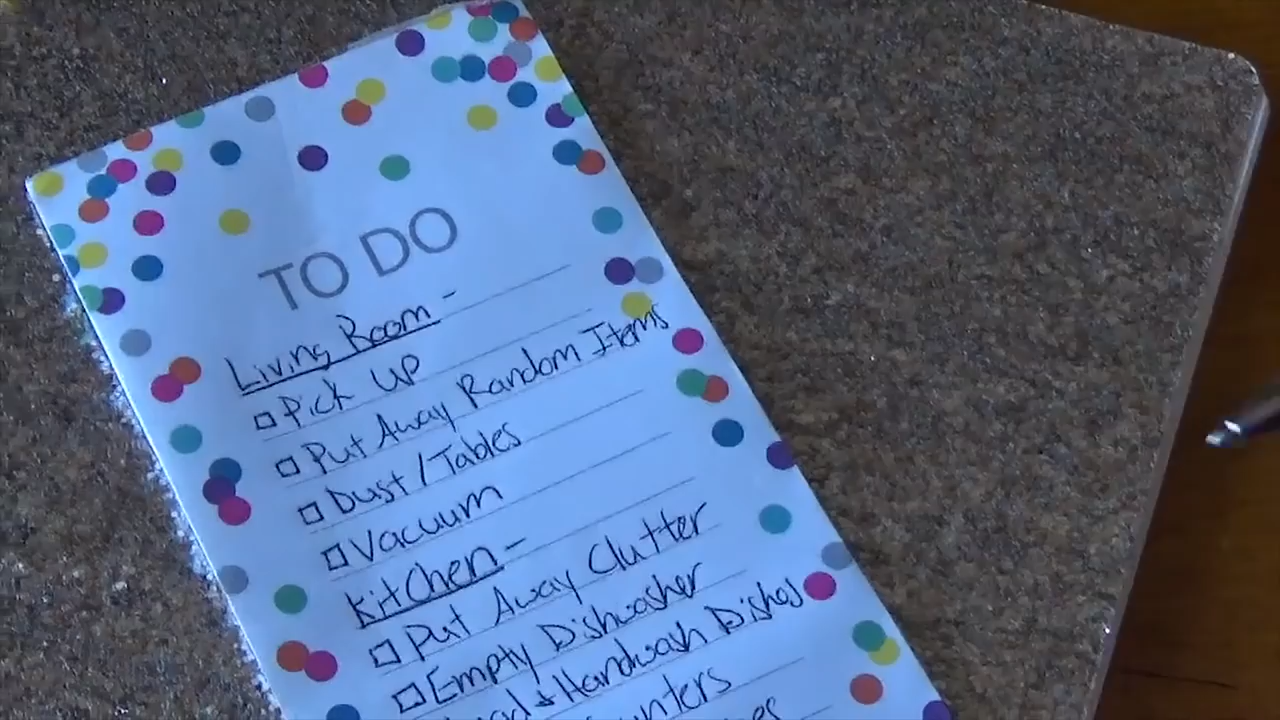 TO DO
Living Room -
Pick UP
Put Away Random Items
Dust / Tables
Vacuum
KitChen -
Put Away Clutter
Empty Dishwasher
& Handwash Dishes